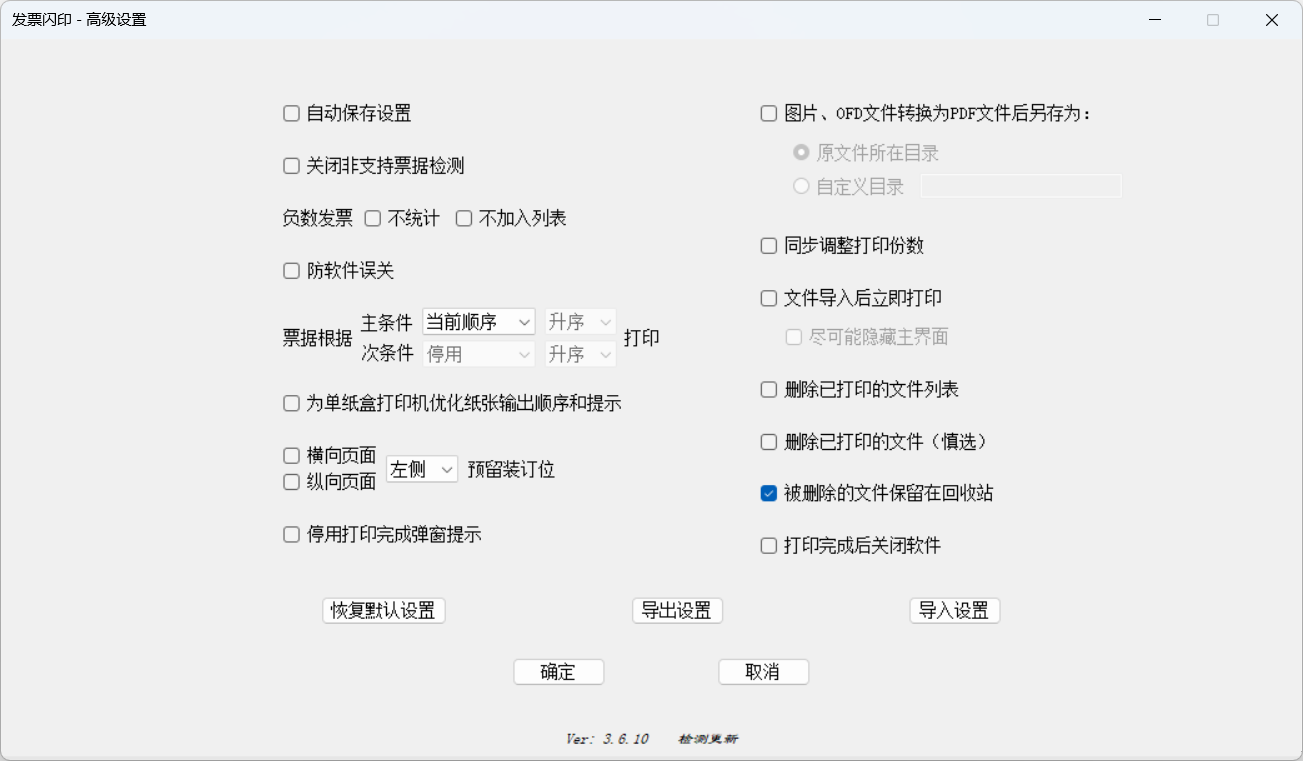 发票闪印 - 高级设置
自动保存设置
关闭非支持票据检测
负数发票 不统计 不加入列表
防软件误关
票据根据 主条件 当前顺序 升序 打印
次条件 停用 升序
为单纸盒打印机优化纸张输出顺序和提示
横向页面
纵向页面
左侧 预留装订位
停用打印完成弹窗提示
图片、OFD文件转换为PDF文件后另存为:
原文件所在目录
自定义目录
同步调整打印份数
文件导入后立即打印
尽可能隐藏主界面
删除已打印的文件列表
删除已打印的文件（慎选）
被删除的文件保留在回收站
打印完成后关闭软件
恢复默认设置 导出设置 导入设置
确定 取消
Ver: 3.6.10 检测更新